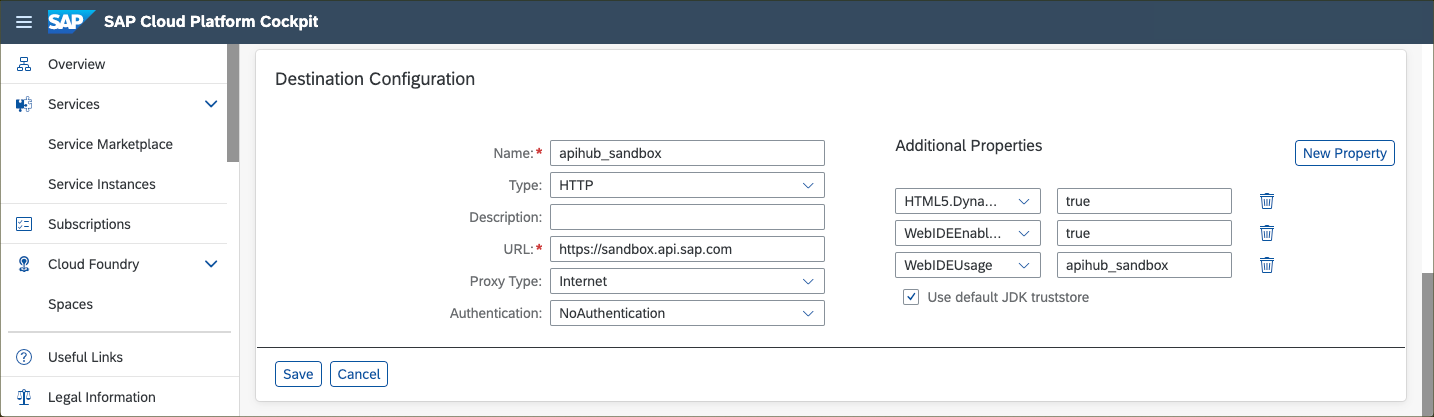 SAP SAP Cloud Platform Cockpit
Overview
Services
Service Marketplace
Service Instances
Subscriptions
Cloud Foundry
Spaces
Useful Links
Legal Information
Destination Configuration
Name:* apihub_sandbox
Type: HTTP
Description:
URL:* https://sandbox.api.sap.com
Proxy Type: Internet
Authentication: NoAuthentication
Additional Properties
New Property
HTML5.Dyna... true
WebIDEEnabl... true
WebIDEUsage apihub_sandbox
Use default JDK truststore
Save Cancel